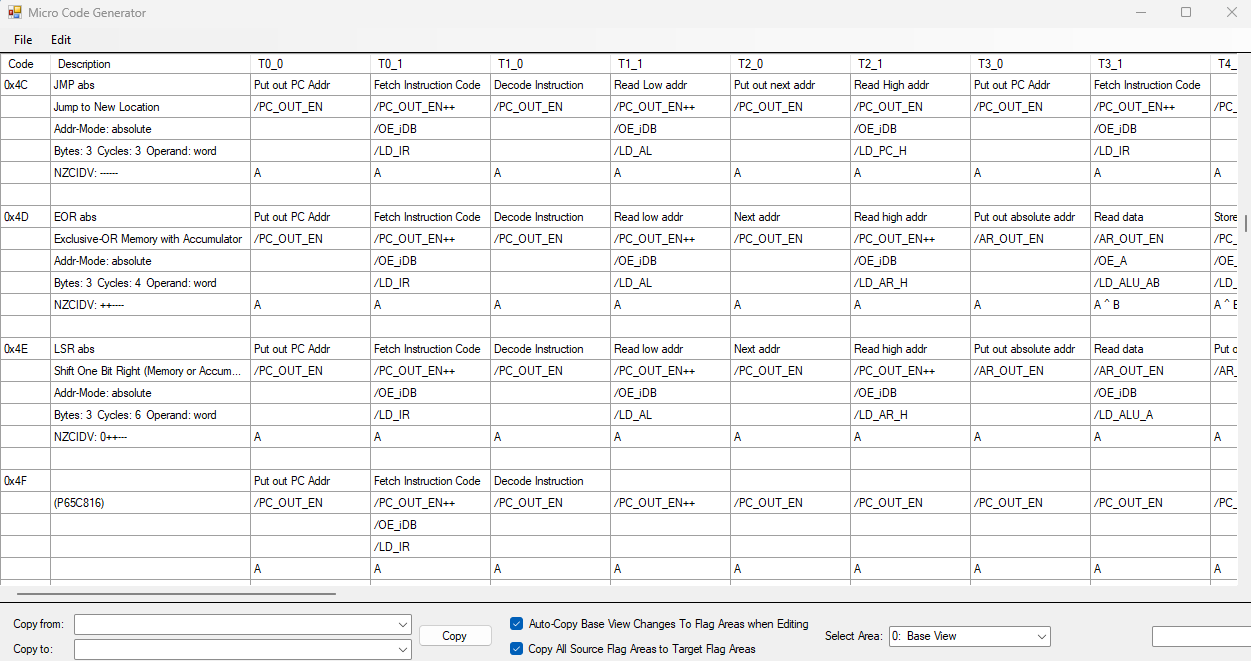 Micro Code Generator
File Edit
Code Description T0_0 T0_1 T1_0 T1_1 T2_0 T2_1 T3_0 T3_1 T4_
0x4C JMP abs Put out PC Addr Fetch Instruction Code Decode Instruction Read Low addr Put out next addr Read High addr Put out PC Addr Fetch Instruction Code
Jump to New Location /PC_OUT_EN /PC_OUT_EN++ /PC_OUT_EN /PC_OUT_EN++ /PC_OUT_EN /PC_OUT_EN /PC_OUT_EN /PC_OUT_EN++ /PC_
Addr-Mode: absolute /OE_iDB /OE_iDB /OE_iDB /OE_iDB
Bytes: 3 Cycles: 3 Operand: word /LD_IR /LD_AL /LD_PC_H /LD_IR
NZCIDV: ------ A A A A A A A A A
0x4D EOR abs Put out PC Addr Fetch Instruction Code Decode Instruction Read low addr Next addr Read high addr Put out absolute addr Read data Store
Exclusive-OR Memory with Accumulator /PC_OUT_EN /PC_OUT_EN++ /PC_OUT_EN /PC_OUT_EN++ /PC_OUT_EN /PC_OUT_EN++ /AR_OUT_EN /AR_OUT_EN /PC_
Addr-Mode: absolute /OE_iDB /OE_iDB /OE_iDB /OE_A /OE_
Bytes: 3 Cycles: 4 Operand: word /LD_IR /LD_AL /LD_AR_H /LD_ALU_AB /LD_
NZCIDV: ++---- A A A A A A A A ^ B A ^ B
0x4E LSR abs Put out PC Addr Fetch Instruction Code Decode Instruction Read low addr Next addr Read high addr Put out absolute addr Read data Put o
Shift One Bit Right (Memory or Accum... /PC_OUT_EN /PC_OUT_EN++ /PC_OUT_EN /PC_OUT_EN++ /PC_OUT_EN /PC_OUT_EN++ /AR_OUT_EN /AR_OUT_EN /AR_
Addr-Mode: absolute /OE_iDB /OE_iDB /OE_iDB /OE_iDB
Bytes: 3 Cycles: 6 Operand: word /LD_IR /LD_AL /LD_AR_H /LD_ALU_A
NZCIDV: 0++--- A A A A A A A A A
0x4F Put out PC Addr Fetch Instruction Code Decode Instruction
(P65C816) /PC_OUT_EN /PC_OUT_EN++ /PC_OUT_EN /PC_OUT_EN++ /PC_OUT_EN /PC_OUT_EN /PC_OUT_EN /PC_OUT_EN /PC_
/OE_iDB
/LD_IR
A A A A A A A A A
Copy from: Auto-Copy Base View Changes To Flag Areas when Editing
Copy Select Area: 0: Base View
Copy to: Copy All Source Flag Areas to Target Flag Areas